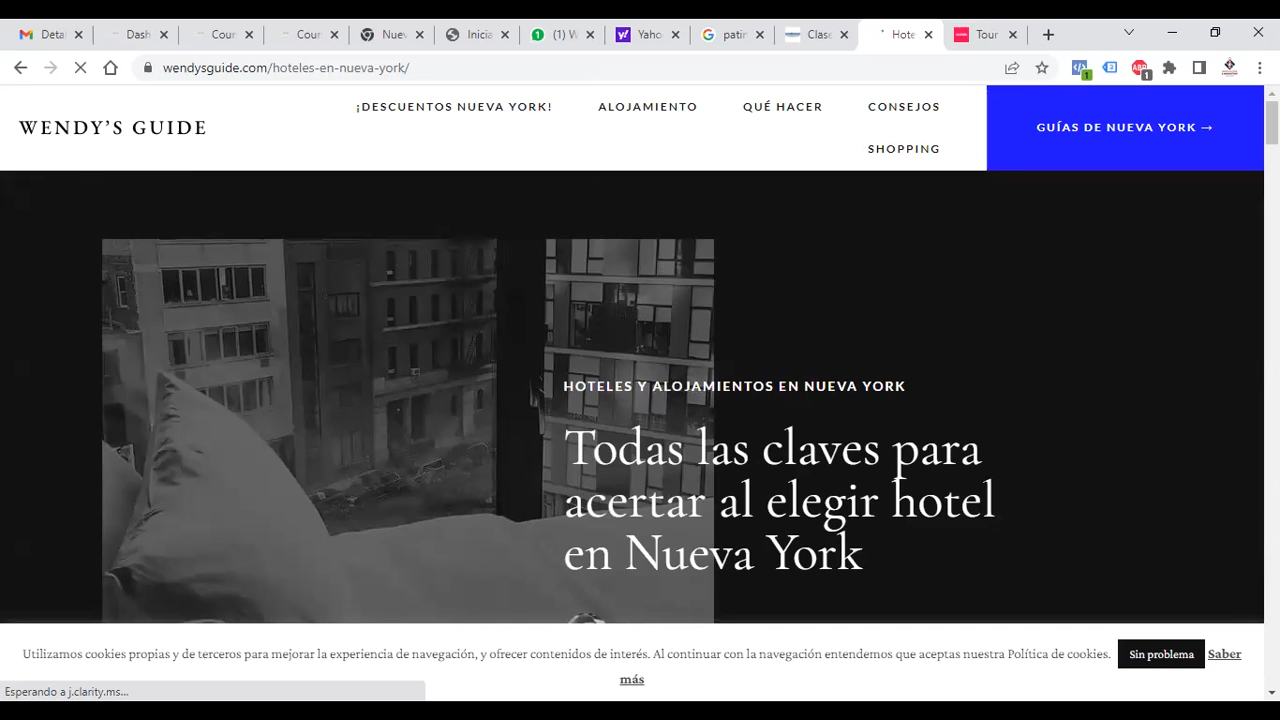 Detal
Dash
Cour
Cour
Nuev
Inicia
(1) W
Yaho
patin
Clase
Hote
Tour
wendysguide.com/hoteles-en-nueva-york/
WENDY'S GUIDE
¡DESCUENTOS NUEVA YORK!
ALOJAMIENTO
QUÉ HACER
CONSEJOS
SHOPPING
GUÍAS DE NUEVA YORK →
HOTELES Y ALOJAMIENTOS EN NUEVA YORK
Todas las claves para
acertar al elegir hotel
en Nueva York
Utilizamos cookies propias y de terceros para mejorar la experiencia de navegación, y ofrecer contenidos de interés. Al continuar con la navegación entendemos que aceptas nuestra Política de cookies. Sin problema Saber
más
Esperando a j.clarity.ms...